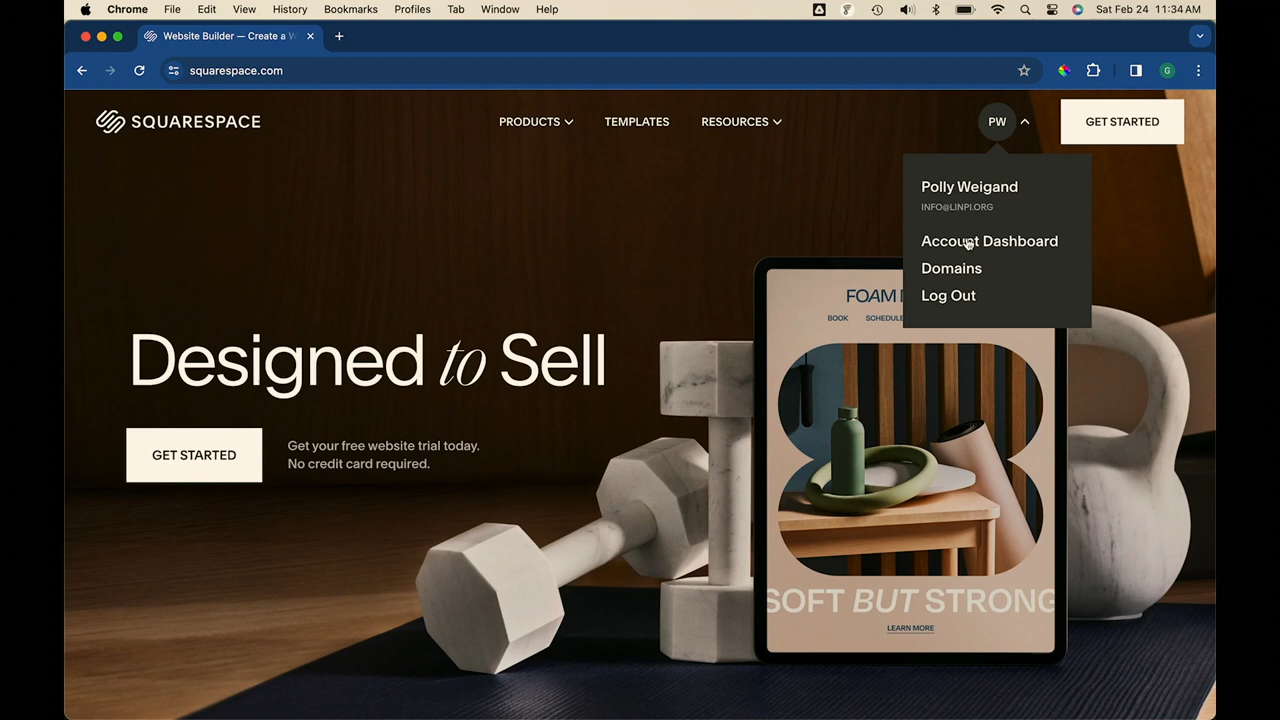 Chrome File Edit View History Bookmarks Profiles Tab Window Help Sat Feb 24 11:34 AM
Website Builder — Create a W
squarespace.com G
SQUARESPACE PRODUCTS TEMPLATES RESOURCES PW GET STARTED
Polly Weigand
INFO@LINPI.ORG
Account Dashboard
Domains
Log Out
FOAM
BOOK SCHEDULE
Designed to Sell
GET STARTED
Get your free website trial today.
No credit card required.
SOFT BUT STRONG
LEARN MORE